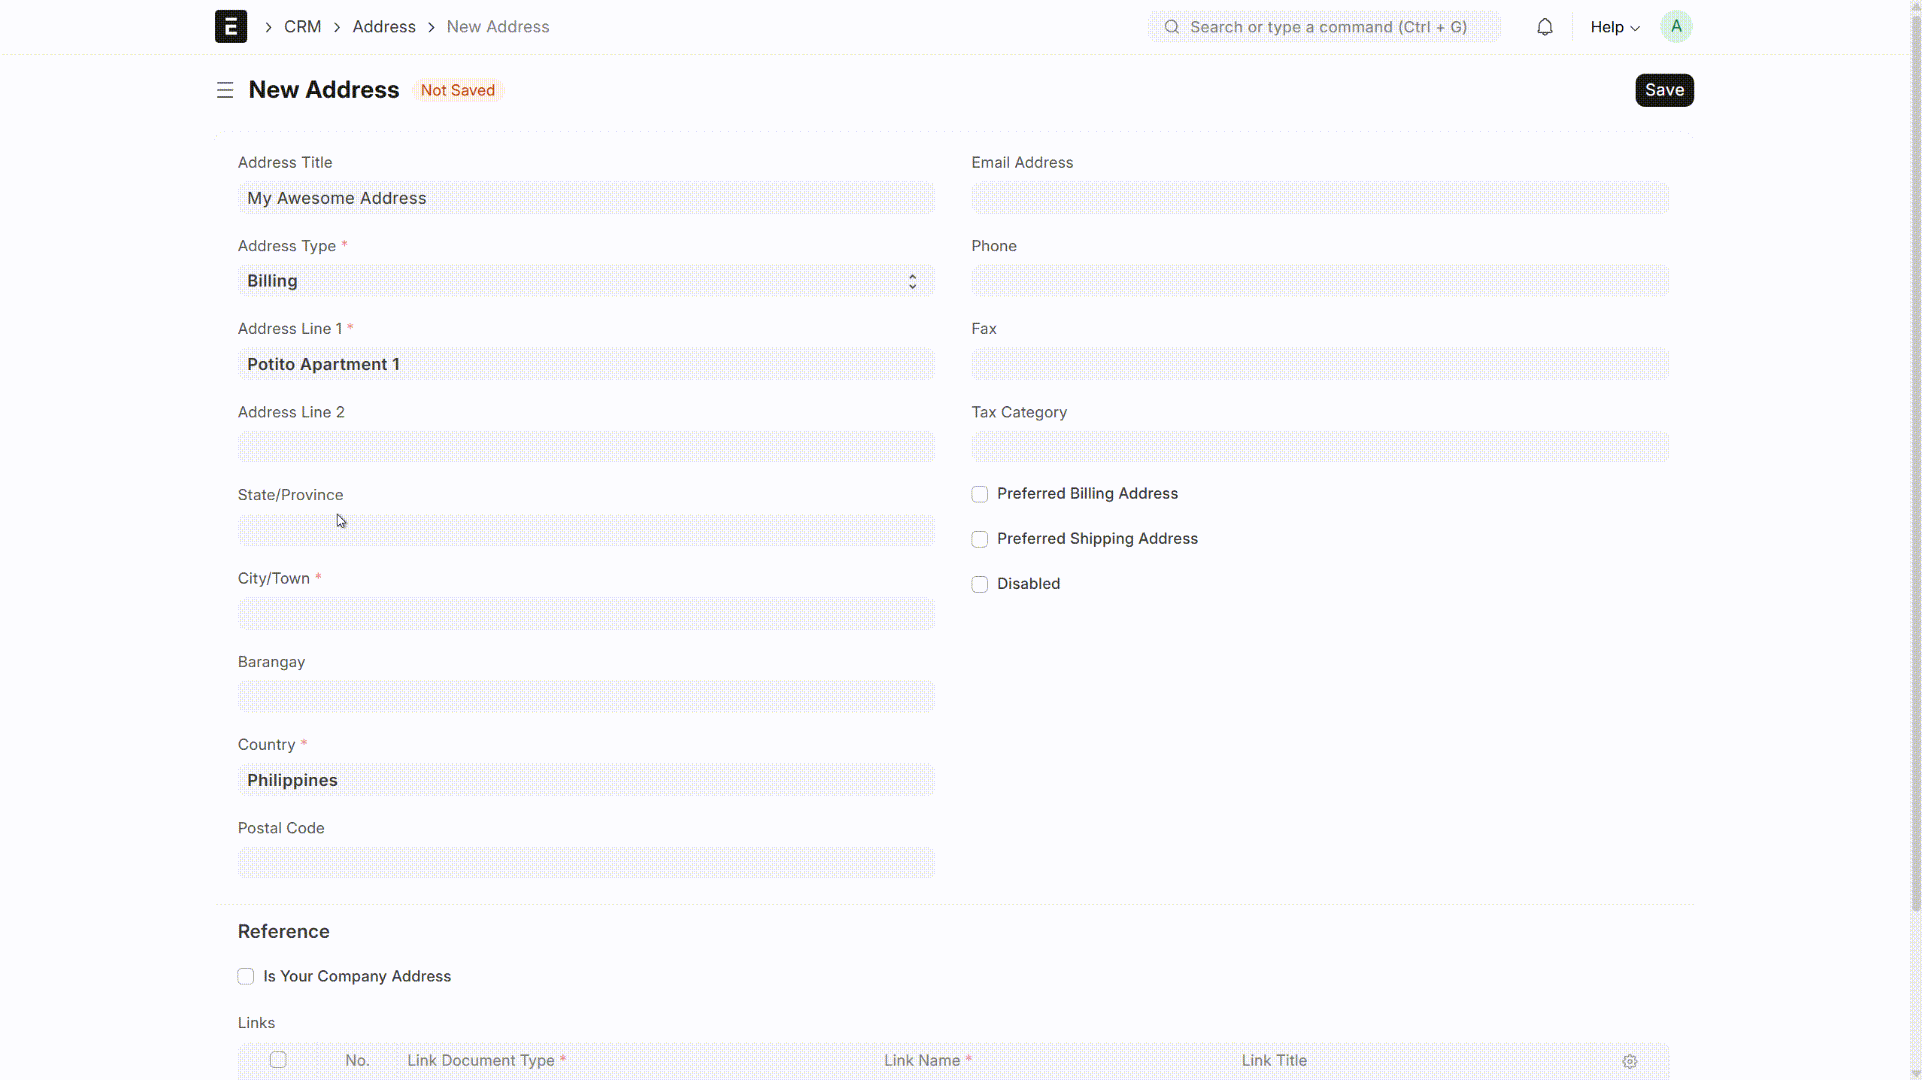 E
CRM
Address
New Address
Search or type a command (Ctrl + G)
Help
A
New Address
Not Saved
Save
Address Title
My Awesome Address
Address Type *
Billing
Address Line 1 *
Potito Apartment 1
Address Line 2
State/Province
City/Town *
Barangay
Country *
Philippines
Postal Code
Email Address
Phone
Fax
Tax Category
Preferred Billing Address
Preferred Shipping Address
Disabled
Reference
Is Your Company Address
Links
No. Link Document Type * Link Name * Link Title